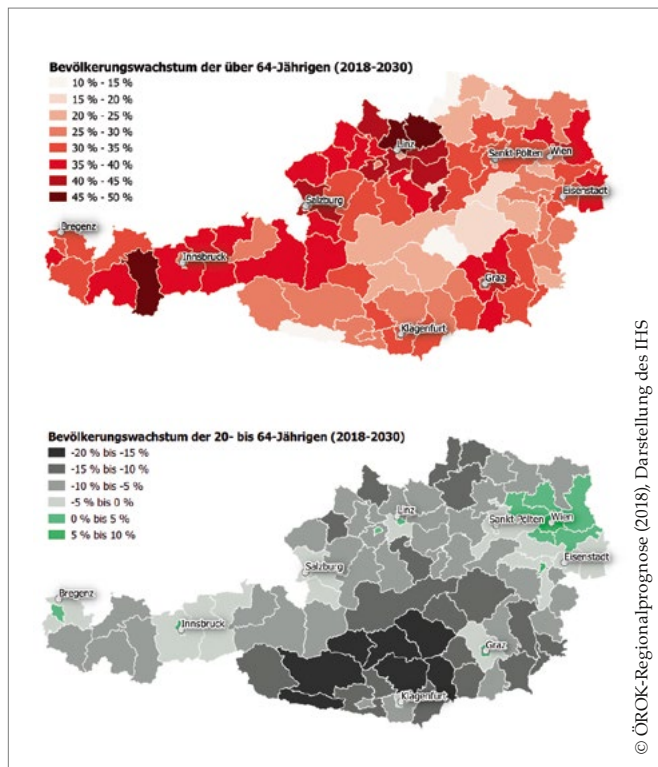 Bevölkerungswachstum der über 64-Jährigen (2018-2030)
10 % - 15 %
15 % - 20 %
20 % - 25 %
25 % - 30 %
30 % - 35 %
35 % - 40 %
40 % - 45 %
45 % - 50 %
Linz
Sankt Pölten
Wien
Eisenstadt
Salzburg
Bregenz
Innsbruck
Graz
Klagenfurt
Bevölkerungswachstum der 20- bis 64-Jährigen (2018-2030)
-20 % bis -15 %
-15 % bis -10 %
-10 % bis -5 %
-5 % bis 0 %
0 % bis 5 %
5 % bis 10 %
Linz
Sankt Pölten
Wien
Eisenstadt
Salzburg
Bregenz
Innsbruck
Graz
Klagenfurt
© ÖROK-Regionalprognose (2018), Darstellung des IHS